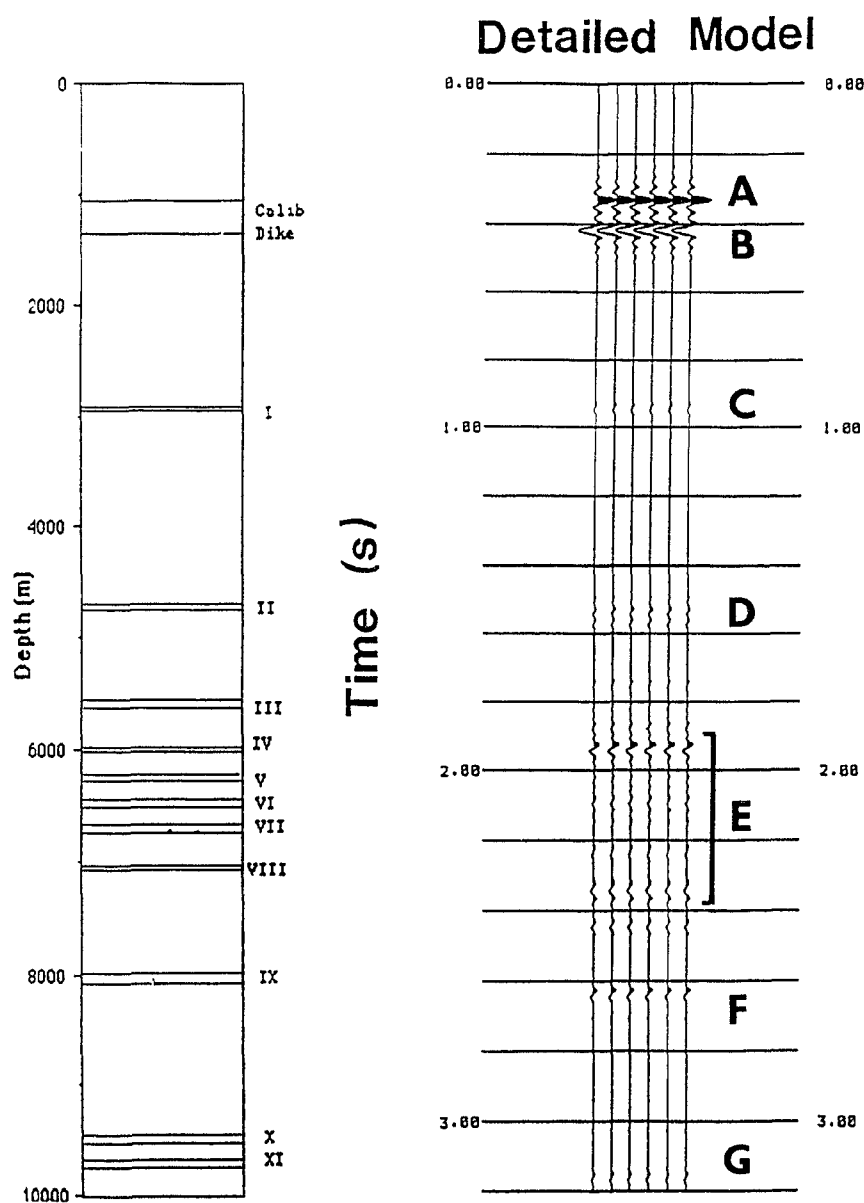 Detailed Model
0
2000
4000
6000
8000
10000
Depth (m)
Calib
Dike
I
II
III
IV
V
VI
VII
VIII
IX
X
XI
Time (s)
0.00
1.00
2.00
3.00
A
B
C
D
E
F
G
0.00
1.00
2.00
3.00